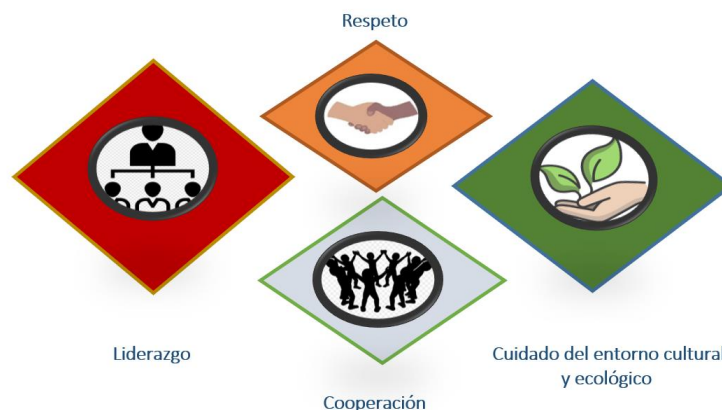 Respeto
Liderazgo
Cuidado del entorno cultural
y ecológico
Cooperación